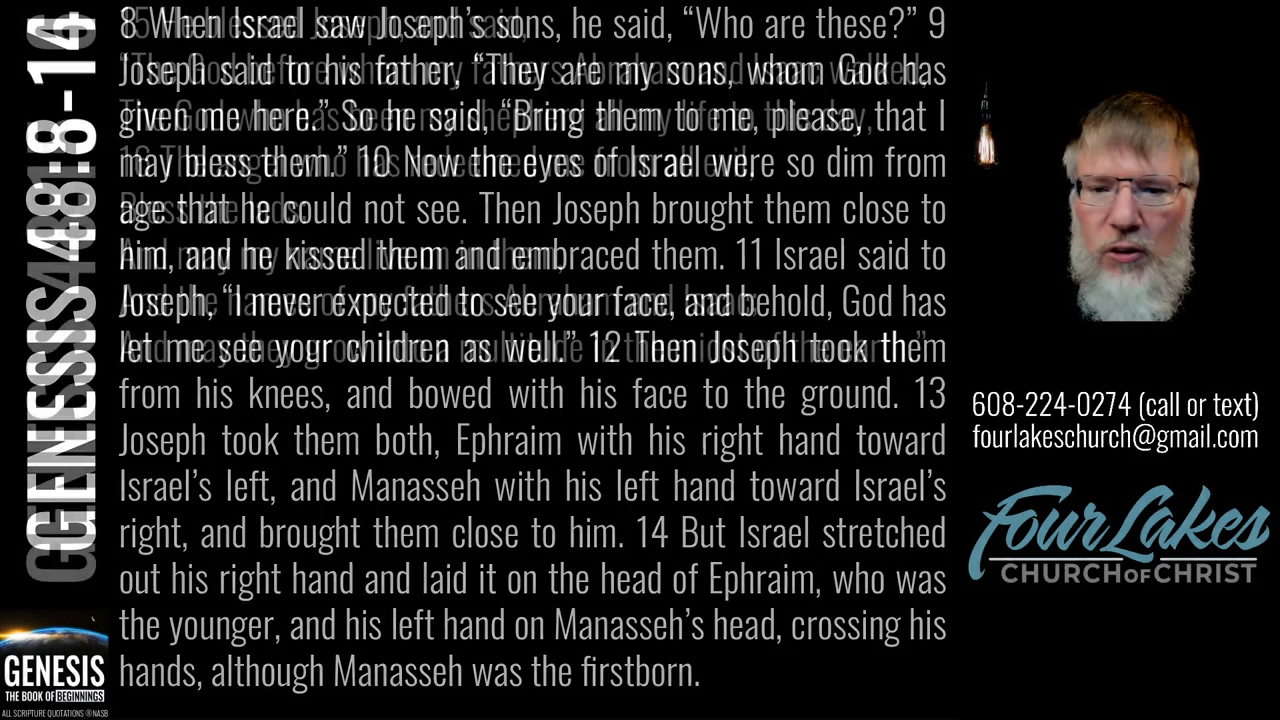 GENESIS 48:8-14
8 When Israel saw Joseph’s sons, he said, “Who are these?” 9
Joseph said to his father, “They are my sons, whom God has
given me here.” So he said, “Bring them to me, please, that I
may bless them.” 10 Now the eyes of Israel were so dim from
age that he could not see. Then Joseph brought them close to
him, and he kissed them and embraced them. 11 Israel said to
Joseph, “I never expected to see your face, and behold, God has
let me see your children as well.” 12 Then Joseph took them
from his knees, and bowed with his face to the ground. 13
Joseph took them both, Ephraim with his right hand toward
Israel’s left, and Manasseh with his left hand toward Israel’s
right, and brought them close to him. 14 But Israel stretched
out his right hand and laid it on the head of Ephraim, who was
the younger, and his left hand on Manasseh’s head, crossing his
hands, although Manasseh was the firstborn.
608-224-0274 (call or text)
fourlakeschurch@gmail.com
Four Lakes
CHURCH OF CHRIST
GENESIS
THE BOOK OF BEGINNINGS
ALL SCRIPTURE QUOTATIONS ®NASB